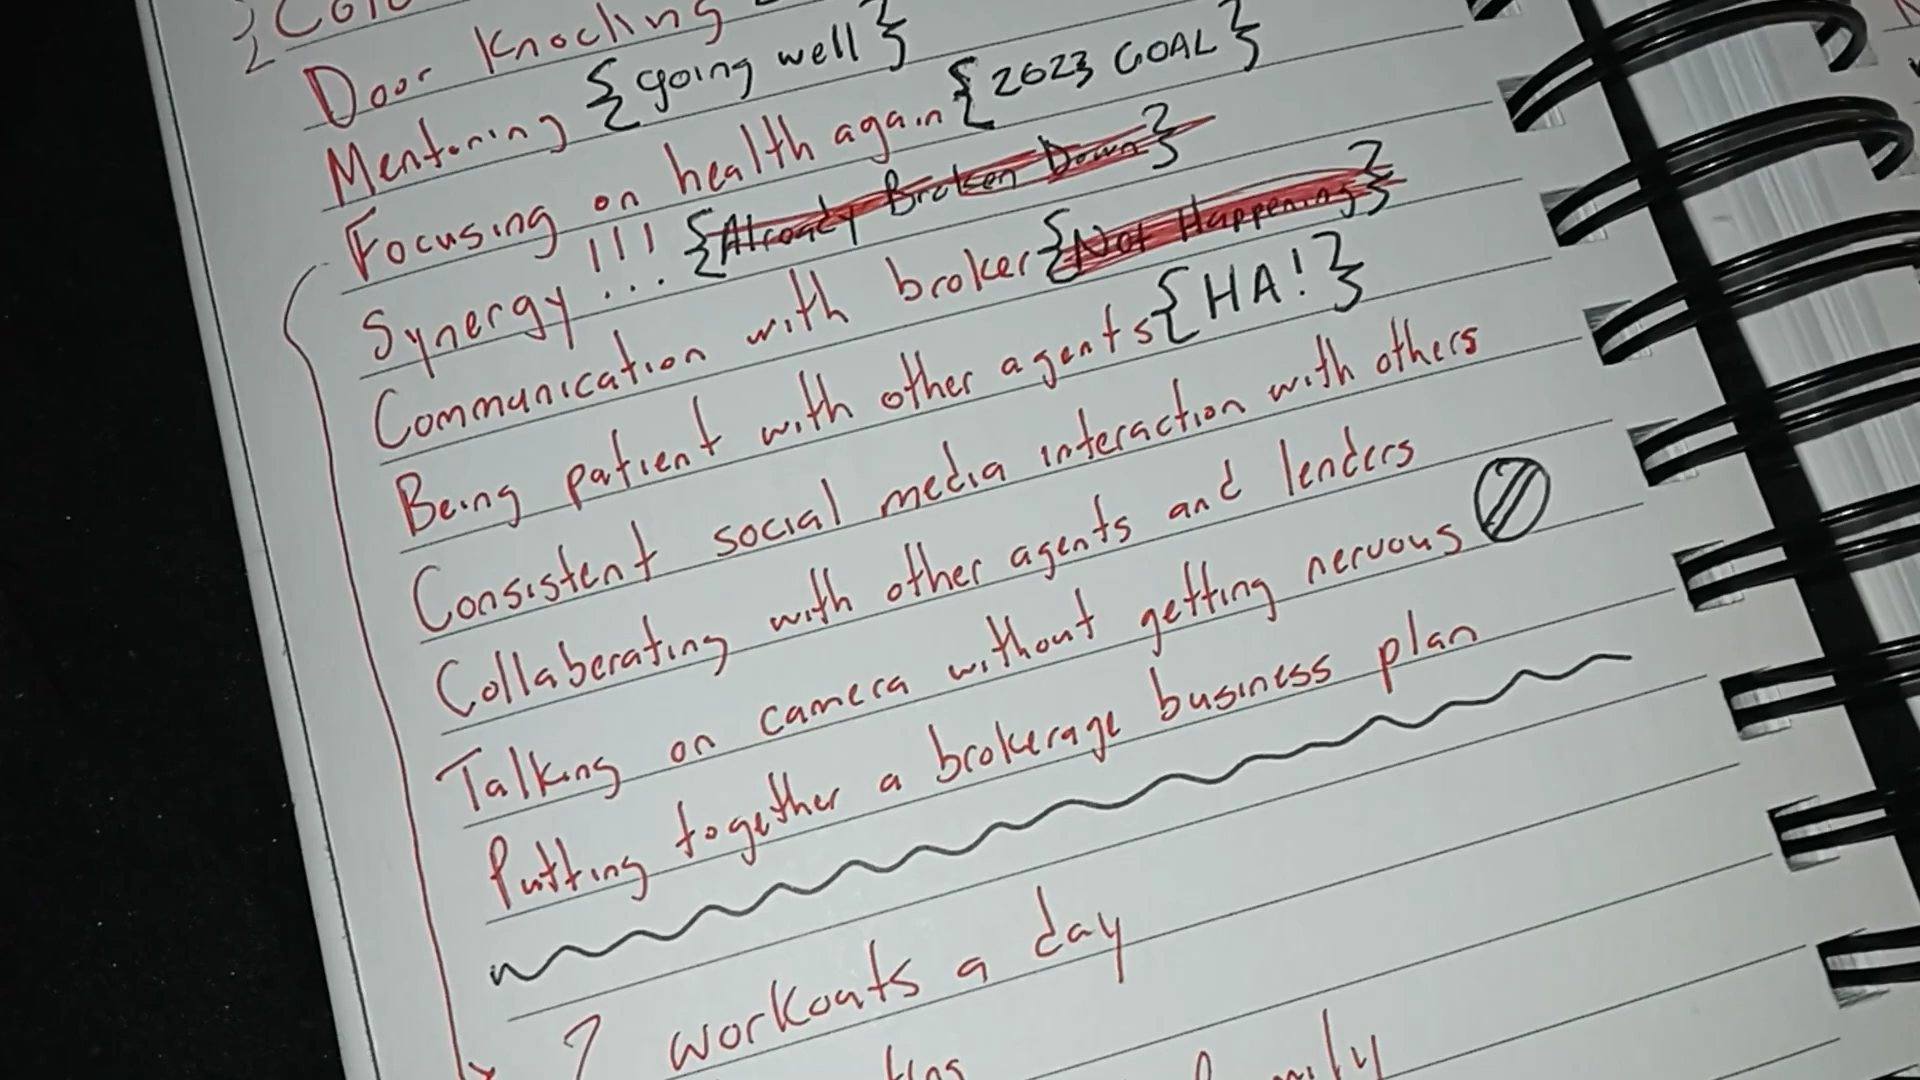 Door Knocking
Mentoring {going well}
Focusing on health again {2023 GOAL}
Synergy !!! ... {Already Broken Down}
Communication with broker {Not Happening}
Being patient with other agents {HA!}
Consistent social media interaction with others
Collaberating with other agents and lenders
Talking on camera without getting nervous
Putting together a brokerage business plan
workouts a day